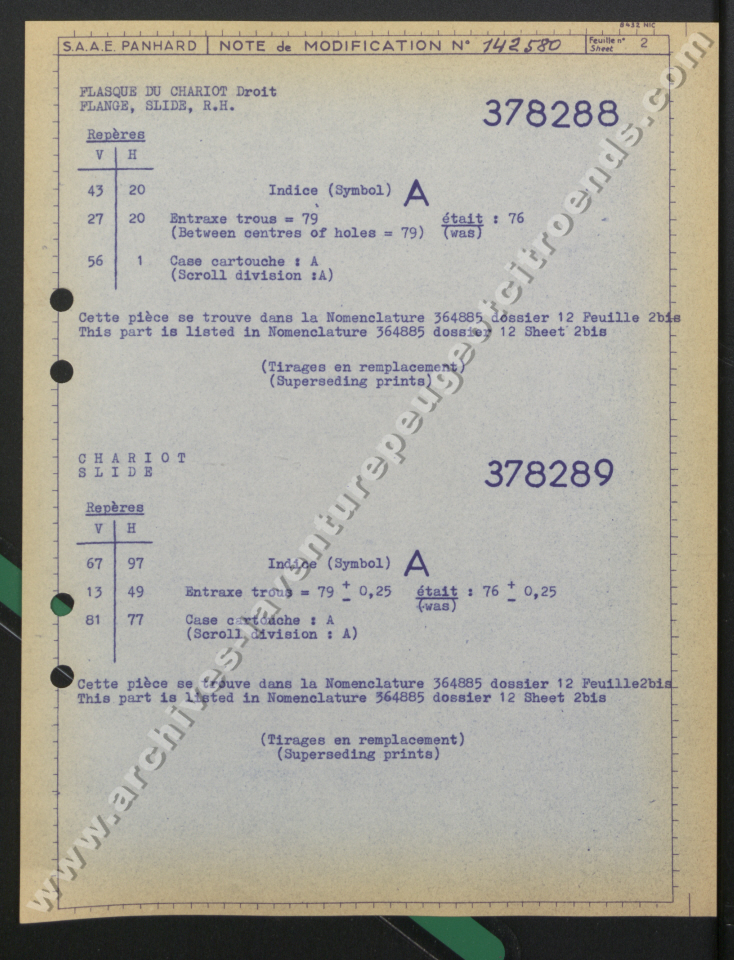 8432 NIC
S.A.A.E. PANHARD NOTE de MODIFICATION N° 142580 Feuille n° Sheet 2
FLASQUE DU CHARIOT Droit
FLANGE, SLIDE, R.H.
378288
Repères
V H
43 20 Indice (Symbol) A
27 20 Entraxe trous = 79 était : 76
(Between centres of holes = 79) (was)
56 1 Case cartouche : A
(Scroll division :A)
Cette pièce se trouve dans la Nomenclature 364885 dossier 12 Feuille 2bis
This part is listed in Nomenclature 364885 dossier 12 Sheet 2bis
(Tirages en remplacement)
(Superseding prints)
C H A R I O T
S L I D E
378289
Repères
V H
67 97 Indice (Symbol) A
13 49 Entraxe trous = 79 ± 0,25 était : 76 ± 0,25
(was)
81 77 Case cartouche : A
(Scroll division : A)
Cette pièce se trouve dans la Nomenclature 364885 dossier 12 Feuille2bis
This part is listed in Nomenclature 364885 dossier 12 Sheet 2bis
(Tirages en remplacement)
(Superseding prints)
www.archives-laventurepeugeotcitroends.com